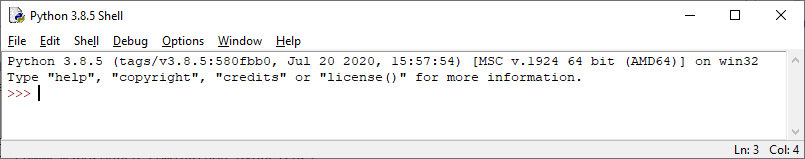 Python 3.8.5 Shell
File Edit Shell Debug Options Window Help
Python 3.8.5 (tags/v3.8.5:580fbb0, Jul 20 2020, 15:57:54) [MSC v.1924 64 bit (AMD64)] on win32
Type "help", "copyright", "credits" or "license()" for more information.
>>>
Ln: 3 Col: 4